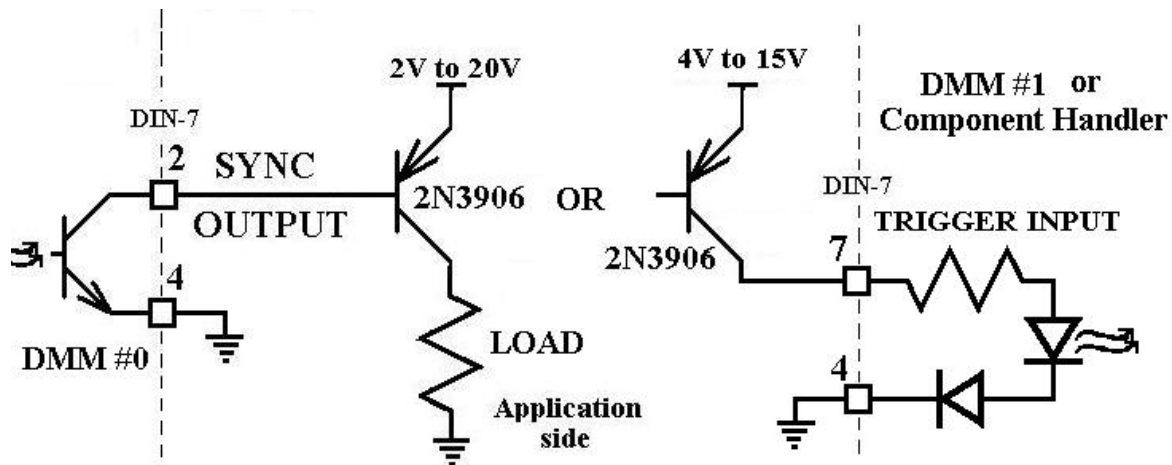 2V to 20V
4V to 15V
DMM #1 or
Component Handler
DIN-7
2
SYNC
OUTPUT
2N3906
OR
2N3906
DIN-7
TRIGGER INPUT
7
4
DMM #0
LOAD
Application
side
4